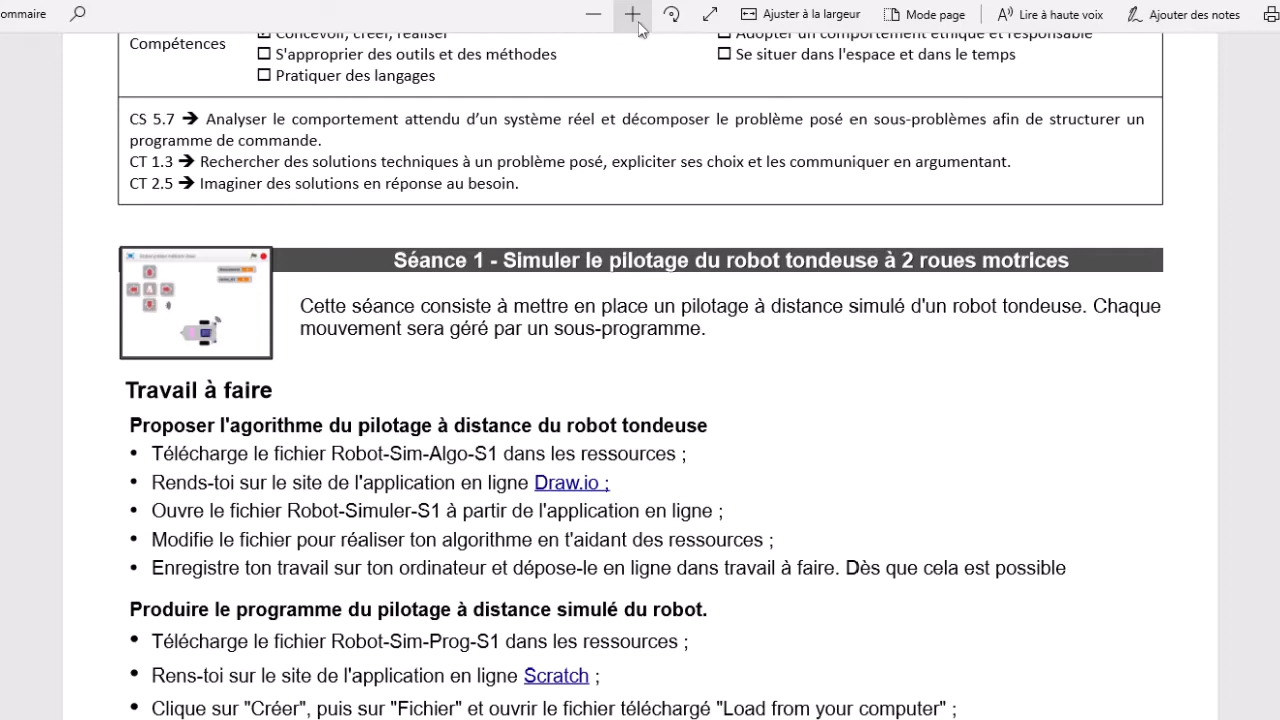 ommaire
Ajuster à la largeur
Mode page
Lire à haute voix
Ajouter des notes
Compétences
Concevoir, créer, réaliser
Adopter un comportement éthique et responsable
S'approprier des outils et des méthodes
Se situer dans l'espace et dans le temps
Pratiquer des langages
CS 5.7 ➔ Analyser le comportement attendu d'un système réel et décomposer le problème posé en sous-problèmes afin de structurer un
programme de commande.
CT 1.3 ➔ Rechercher des solutions techniques à un problème posé, expliciter ses choix et les communiquer en argumentant.
CT 2.5 ➔ Imaginer des solutions en réponse au besoin.
Séance 1 - Simuler le pilotage du robot tondeuse à 2 roues motrices
Cette séance consiste à mettre en place un pilotage à distance simulé d'un robot tondeuse. Chaque
mouvement sera géré par un sous-programme.
Travail à faire
Proposer l'agorithme du pilotage à distance du robot tondeuse
• Télécharge le fichier Robot-Sim-Algo-S1 dans les ressources ;
• Rends-toi sur le site de l'application en ligne Draw.io ;
• Ouvre le fichier Robot-Simuler-S1 à partir de l'application en ligne ;
• Modifie le fichier pour réaliser ton algorithme en t'aidant des ressources ;
• Enregistre ton travail sur ton ordinateur et dépose-le en ligne dans travail à faire. Dès que cela est possible
Produire le programme du pilotage à distance simulé du robot.
• Télécharge le fichier Robot-Sim-Prog-S1 dans les ressources ;
• Rens-toi sur le site de l'application en ligne Scratch ;
• Clique sur "Créer", puis sur "Fichier" et ouvrir le fichier téléchargé "Load from your computer" ;